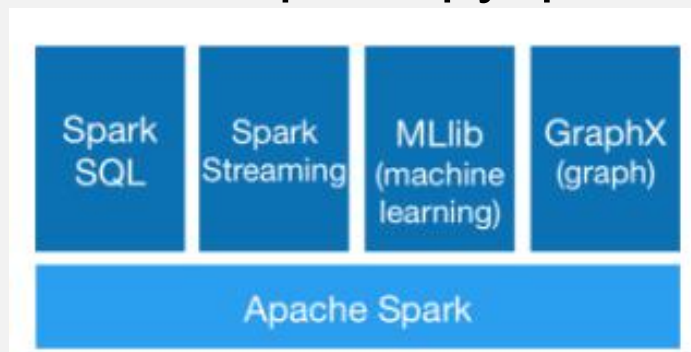 Spark
SQL
Spark
Streaming
MLlib
(machine
learning)
GraphX
(graph)
Apache Spark